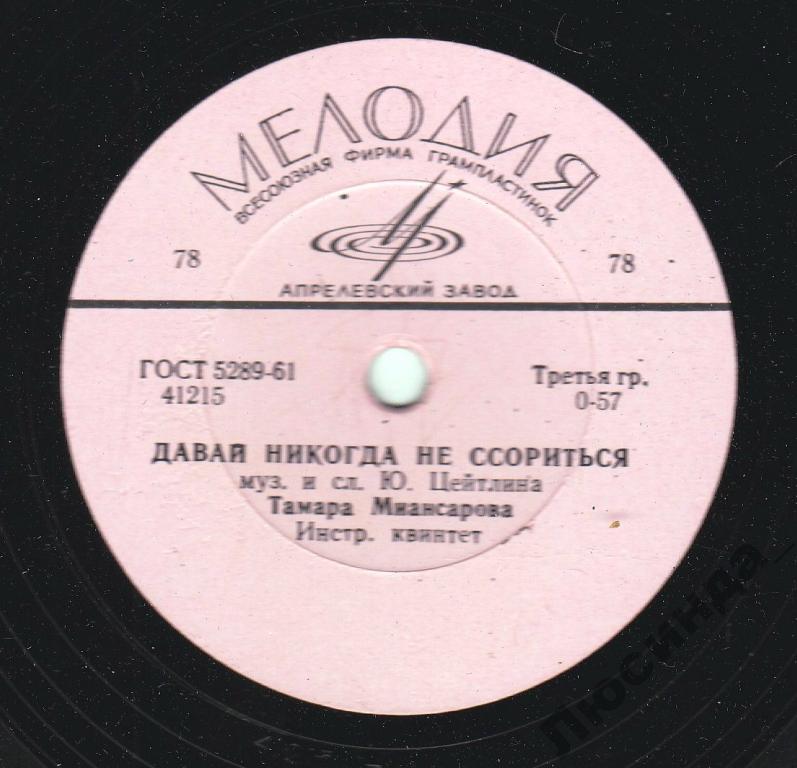 МЕЛОДИЯ
ВСЕСОЮЗНАЯ ФИРМА ГРАМПЛАСТИНОК
78 78
АПРЕЛЕВСКИЙ ЗАВОД
ГОСТ 5289-61 Третья гр.
41215 0-57
ДАВАЙ НИКОГДА НЕ ССОРИТЬСЯ
муз. и сл. Ю. Цейтлина
Тамара Миансарова
Инстр. квинтет
Люсинда_